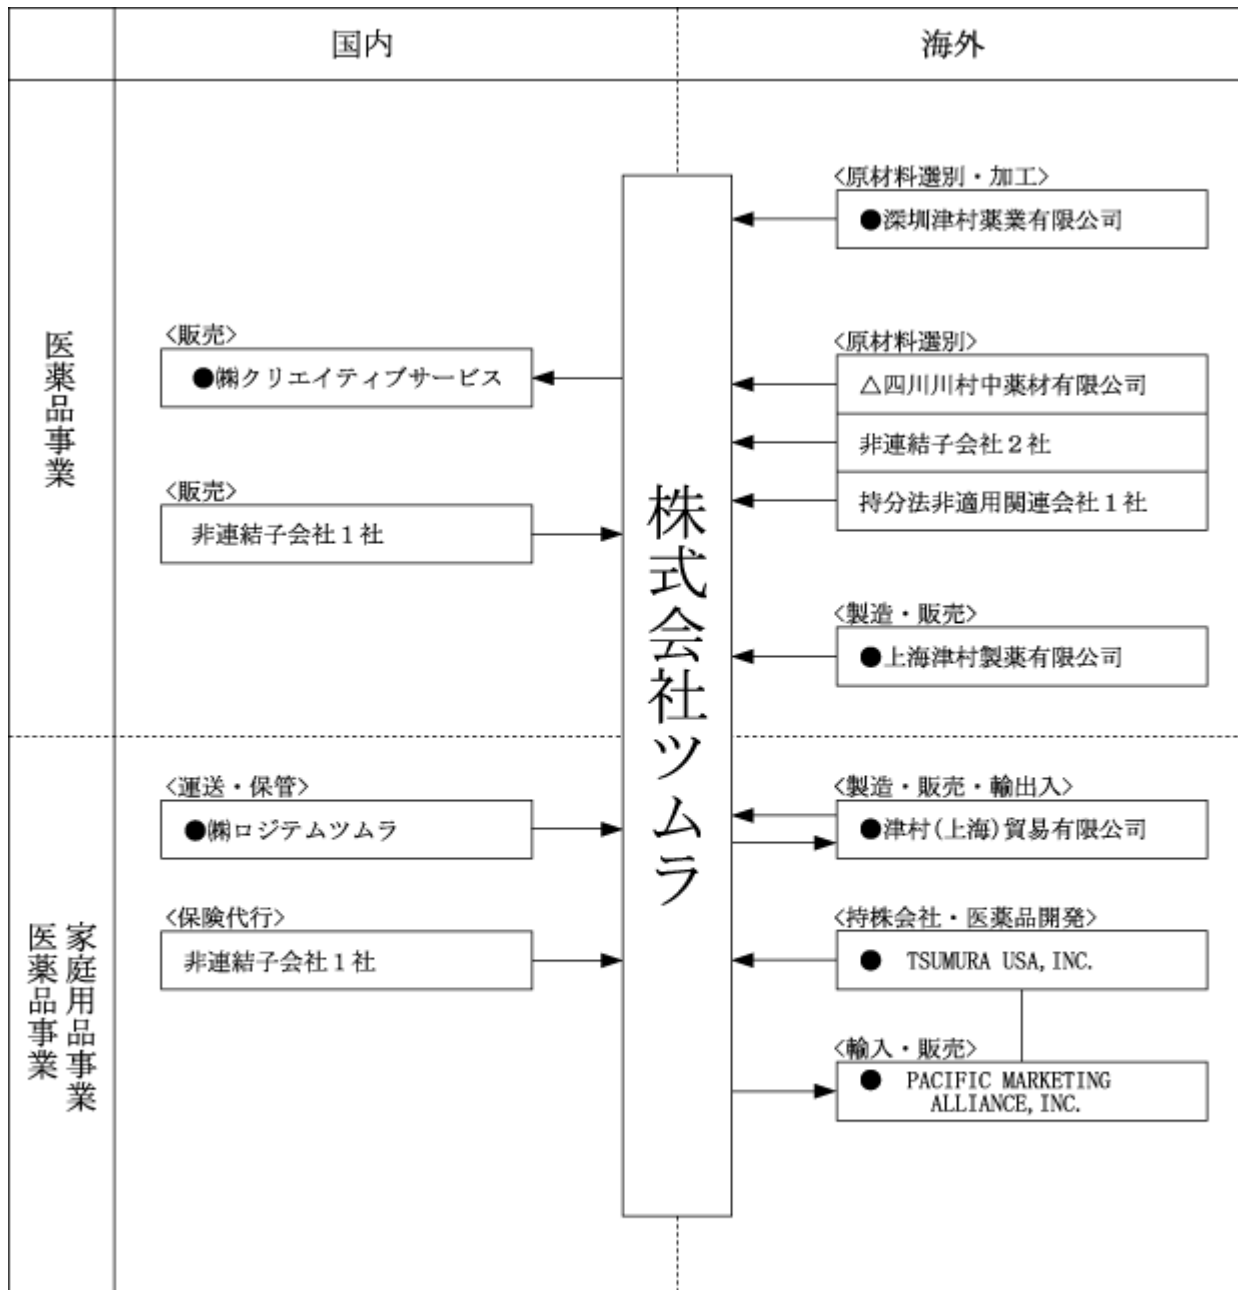 国内
海外
医薬品事業
<販売>
●㈱クリエイティブサービス
<販売>
非連結子会社１社
株式会社ツムラ
<原材料選別・加工>
●深圳津村薬業有限公司
<原材料選別>
△四川川村中薬材有限公司
非連結子会社２社
持分法非適用関連会社１社
<製造・販売>
●上海津村製薬有限公司
家庭用品事業
医薬品事業
<運送・保管>
●㈱ロジテムツムラ
<保険代行>
非連結子会社１社
<製造・販売・輸出入>
●津村(上海)貿易有限公司
<持株会社・医薬品開発>
● TSUMURA USA,INC.
<輸入・販売>
● PACIFIC MARKETING
ALLIANCE,INC.